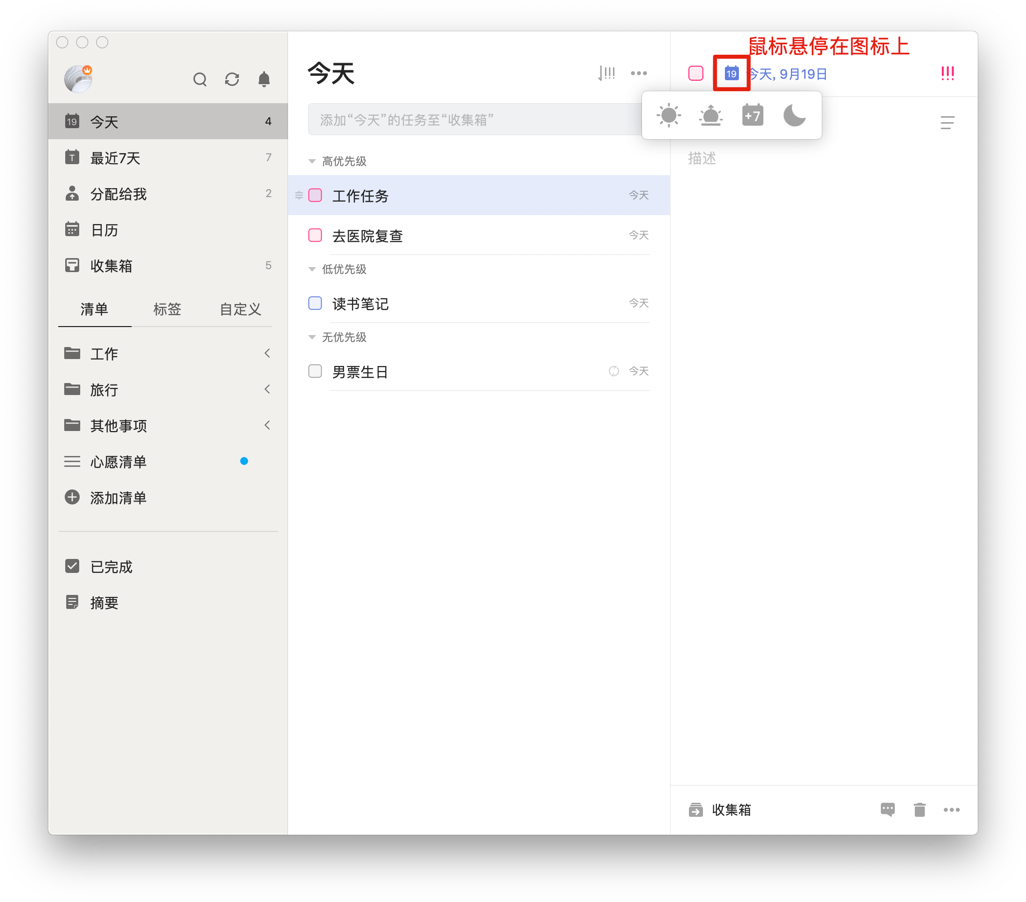 鼠标悬停在图标上
19
今天
4
T
最近7天
7
分配给我
2
日历
收集箱
5
清单
标签
自定义
工作
旅行
其他事项
心愿清单
添加清单
已完成
摘要
今天
添加“今天”的任务至“收集箱”
高优先级
工作任务
今天
去医院复查
今天
低优先级
读书笔记
今天
无优先级
男票生日
今天
19
今天, 9月19日
!!!
+7
描述
收集箱